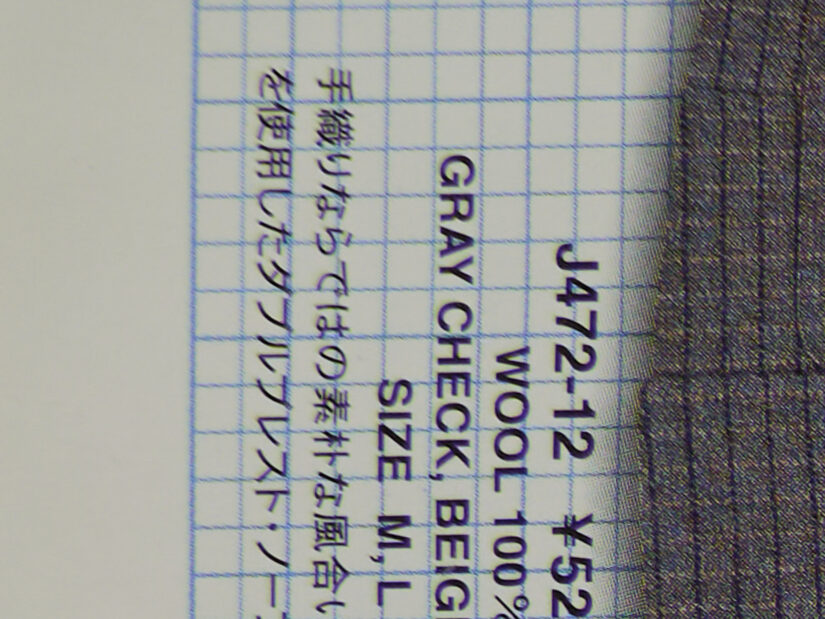 J472-12 ¥52
WOOL 100%
GRAY CHECK, BEIG
SIZE M, L
手織りならではの素朴な風合い
を使用したダブルブレスト・ノー